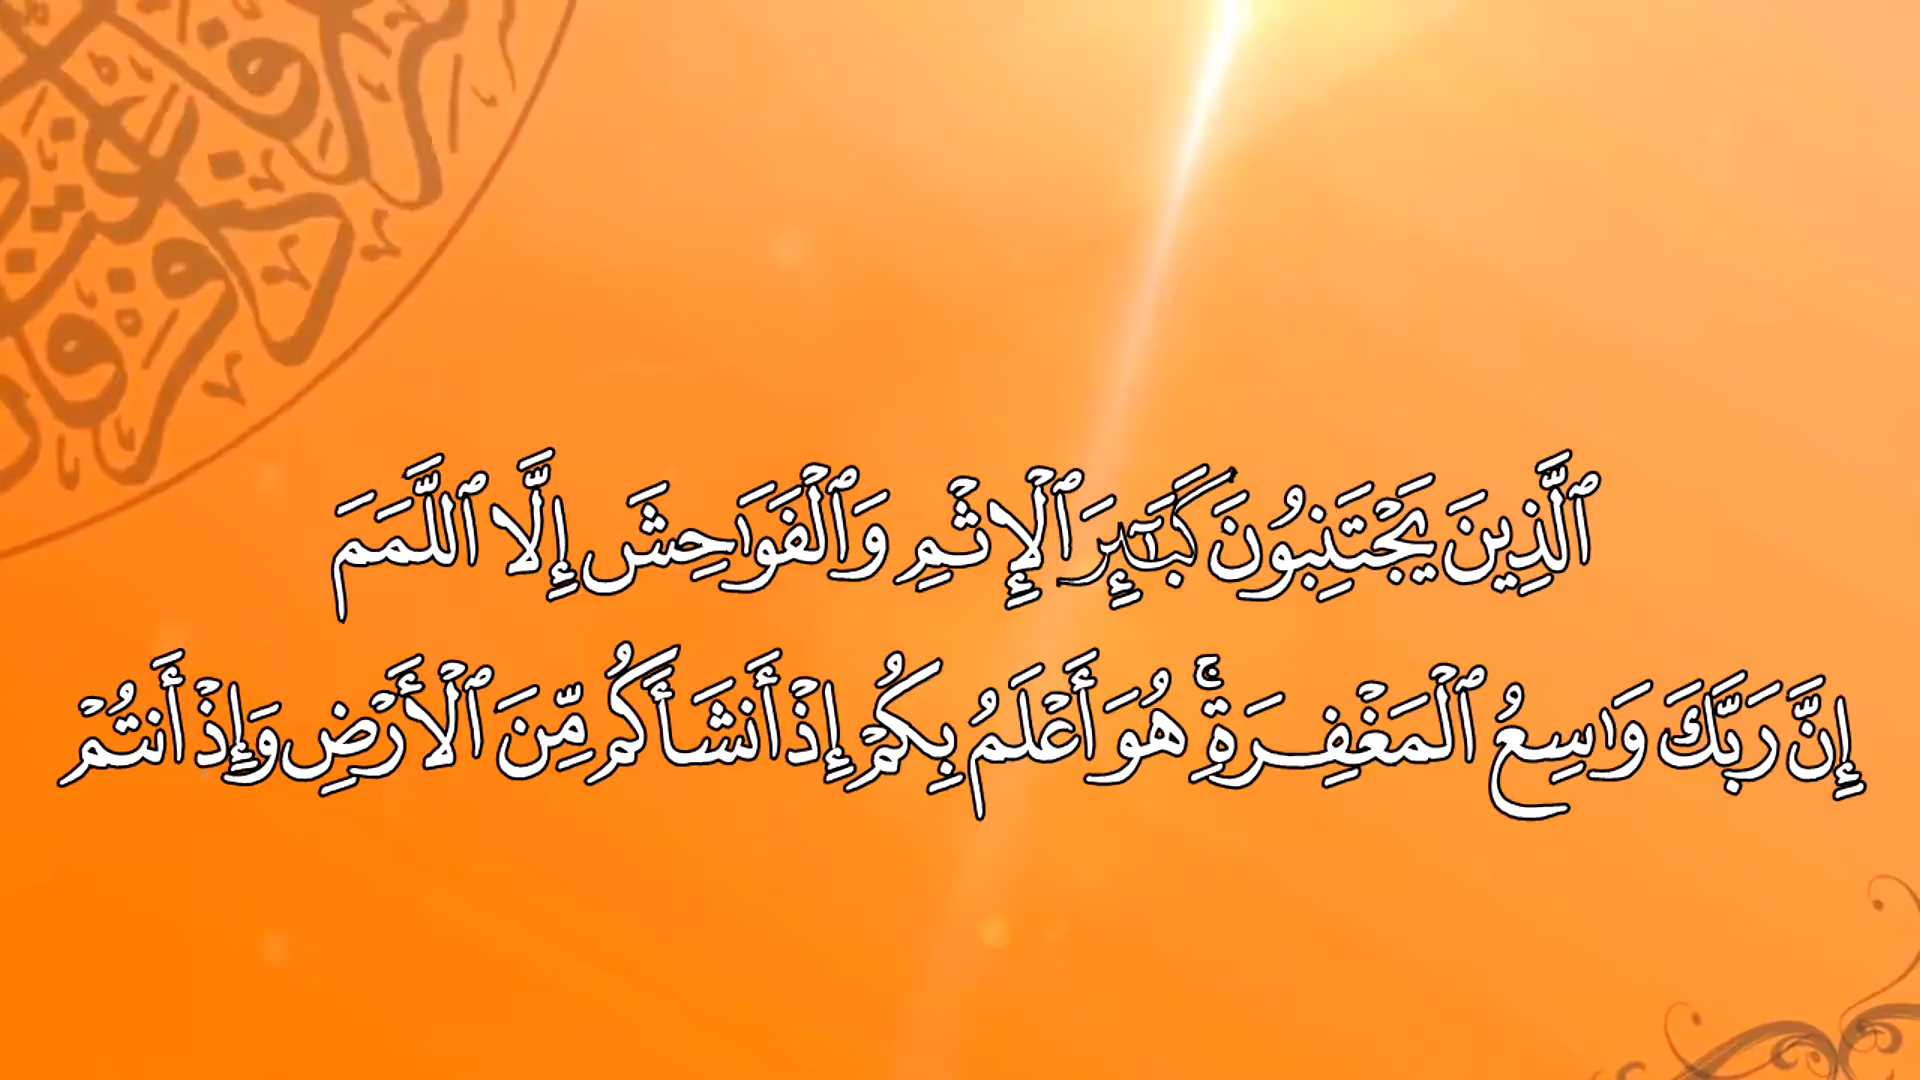 ٱلَّذِينَ يَجْتَنِبُونَ كَبَـٰٓئِرَ ٱلْإِثْمِ وَٱلْفَوَٰحِشَ إِلَّا ٱللَّمَمَ
إِنَّ رَبَّكَ وَٰسِعُ ٱلْمَغْفِرَةِ ۚ هُوَ أَعْلَمُ بِكُمْ إِذْ أَنشَأَكُم مِّنَ ٱلْأَرْضِ وَإِذْ أَنتُمْ